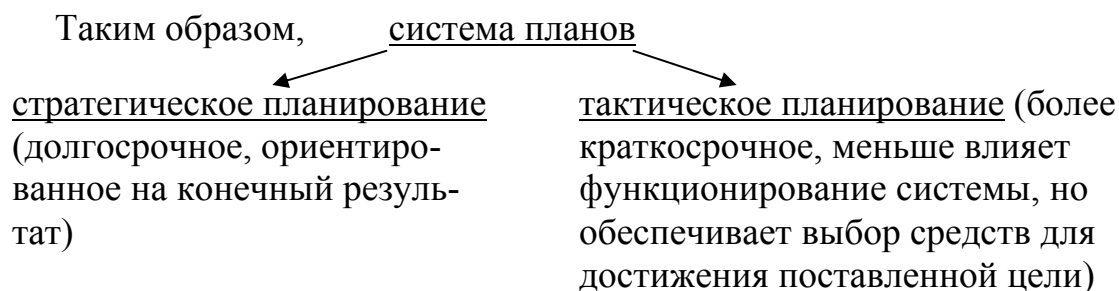 Таким образом, система планов
стратегическое планирование
(долгосрочное, ориентиро-
ванное на конечный резуль-
тат)
тактическое планирование (более
краткосрочное, меньше влияет
функционирование системы, но
обеспечивает выбор средств для
достижения поставленной цели)